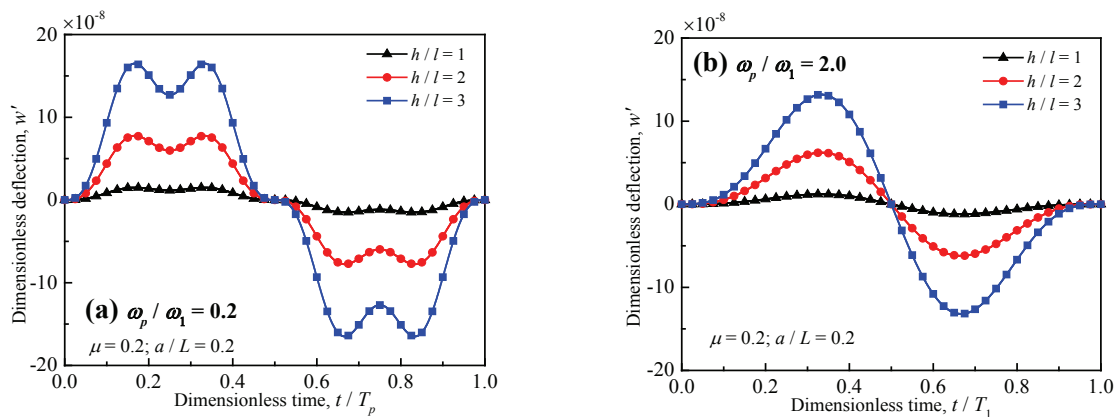 ×10⁻⁸
20
10
0
-10
-20
Dimensionless deflection, w′
h / l = 1
h / l = 2
h / l = 3
(a) ωp / ω1 = 0.2
μ = 0.2; a / L = 0.2
0.0 0.2 0.4 0.6 0.8 1.0
Dimensionless time, t / Tp
×10⁻⁸
20
10
0
-10
-20
Dimensionless deflection, w′
(b) ωp / ω1 = 2.0
h / l = 1
h / l = 2
h / l = 3
μ = 0.2; a / L = 0.2
0.0 0.2 0.4 0.6 0.8 1.0
Dimensionless time, t / T1